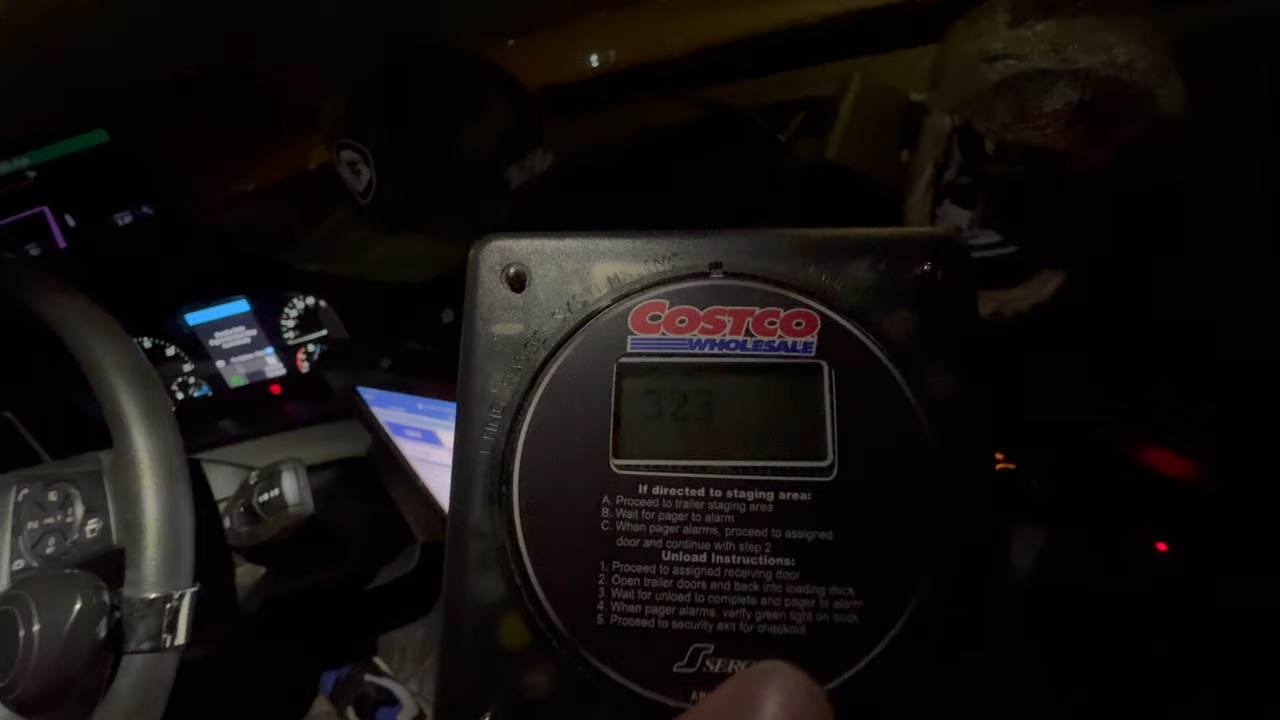 COSTCO
WHOLESALE
323
If directed to staging area:
A. Proceed to trailer staging area
B. Wait for pager to alarm
C. When pager alarms, proceed to assigned
door and continue with step 2
Unload Instructions:
1. Proceed to assigned receiving door
2. Open trailer doors and back into loading dock
3. Wait for unload to complete and pager to alarm
4. When pager alarms, verify green light on dock
5. Proceed to security exit for checkout